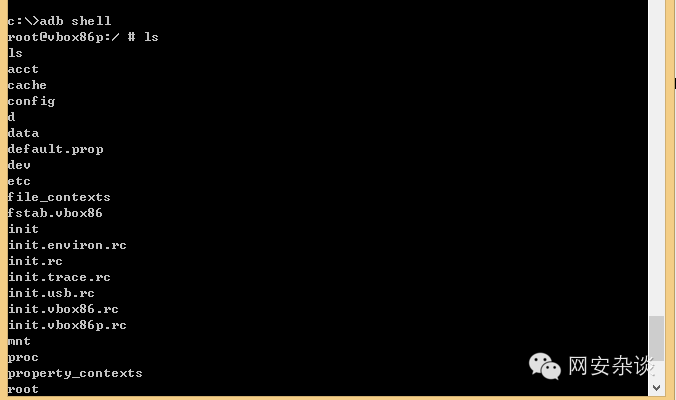 c:\>adb shell
root@vbox86p:/ # ls
ls
acct
cache
config
d
data
default.prop
dev
etc
file_contexts
fstab.vbox86
init
init.environ.rc
init.rc
init.trace.rc
init.usb.rc
init.vbox86.rc
init.vbox86p.rc
mnt
proc
property_contexts
root
网安杂谈